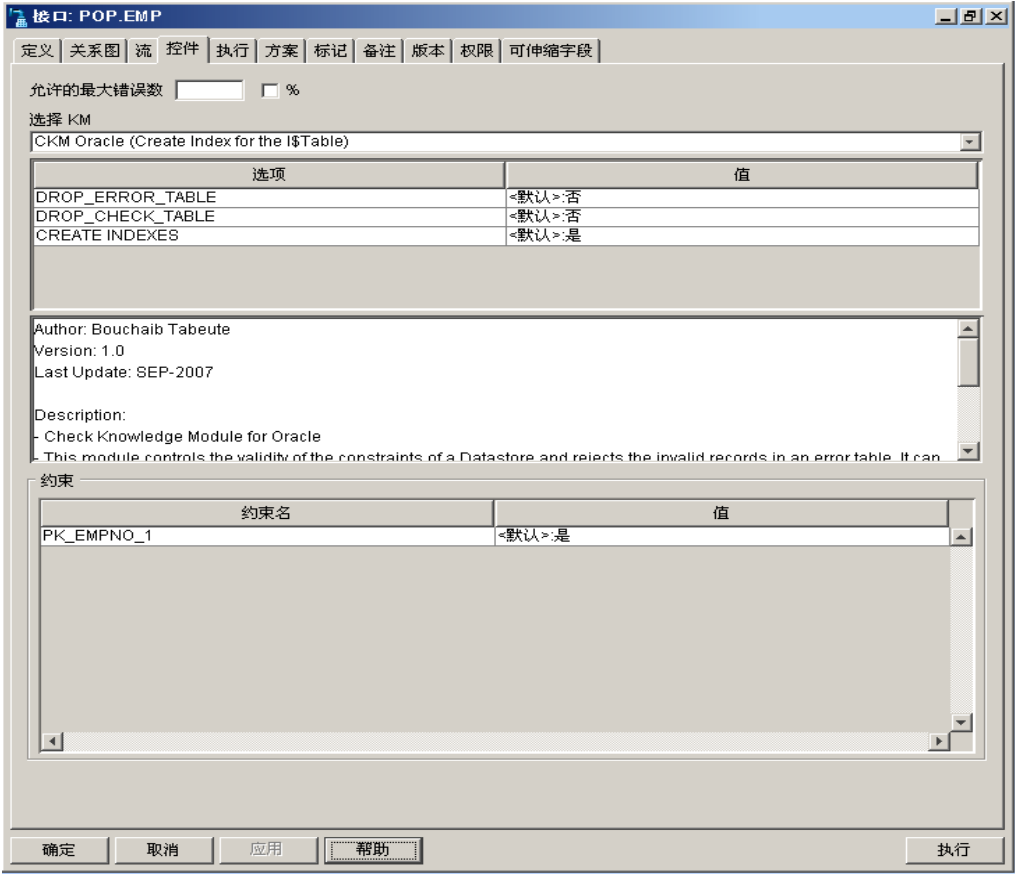 接口: POP.EMP
定义 关系图 流 控件 执行 方案 标记 备注 版本 权限 可伸缩字段
允许的最大错误数 %
选择 KM
CKM Oracle (Create Index for the I$Table)
选项 值
DROP_ERROR_TABLE <默认>:否
DROP_CHECK_TABLE <默认>:否
CREATE INDEXES <默认>:是
Author: Bouchaib Tabeute
Version: 1.0
Last Update: SEP-2007
Description:
- Check Knowledge Module for Oracle
- This module controls the validity of the constraints of a Datastore and rejects the invalid records in an error table. It can
约束
约束名 值
PK_EMPNO_1 <默认>:是
确定 取消 应用 帮助 执行